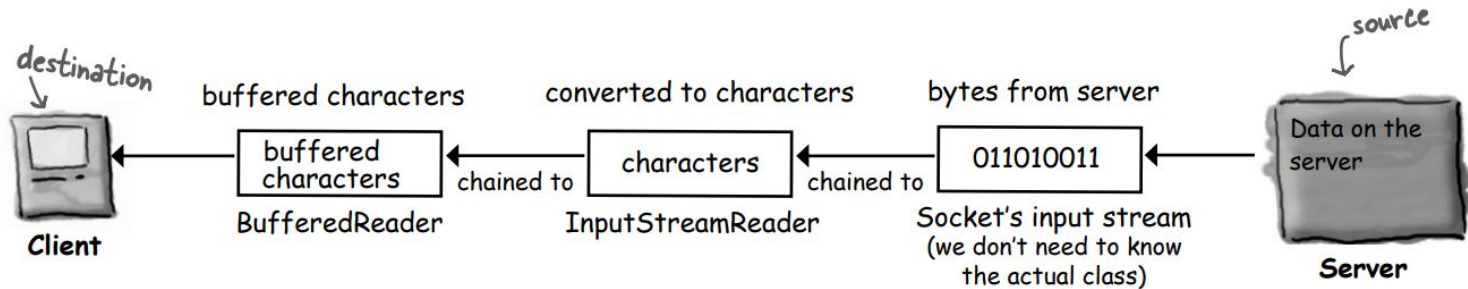 destination
source
buffered characters
converted to characters
bytes from server
buffered
characters
characters
011010011
Data on the
server
chained to
chained to
BufferedReader
InputStreamReader
Socket's input stream
(we don't need to know
the actual class)
Client
Server